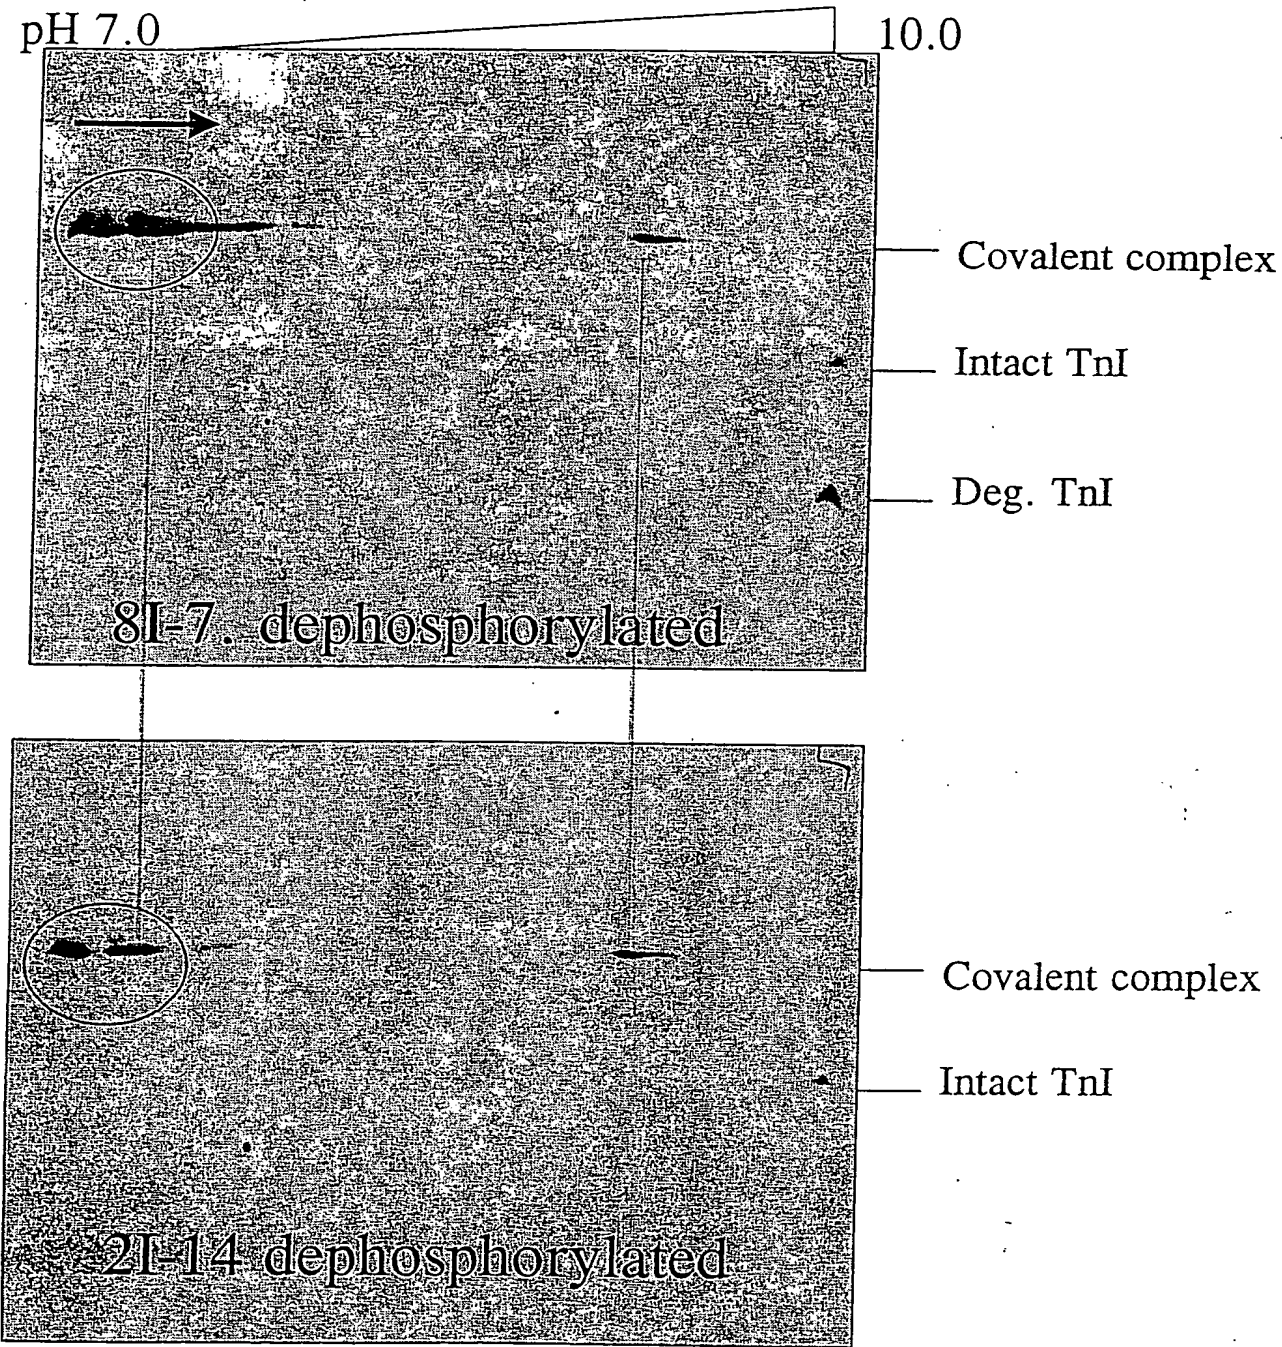 pH 7.0
10.0
Covalent complex
Intact TnI
Deg. TnI
8I-7. dephosphorylated
Covalent complex
Intact TnI
2I-14 dephosphorylated